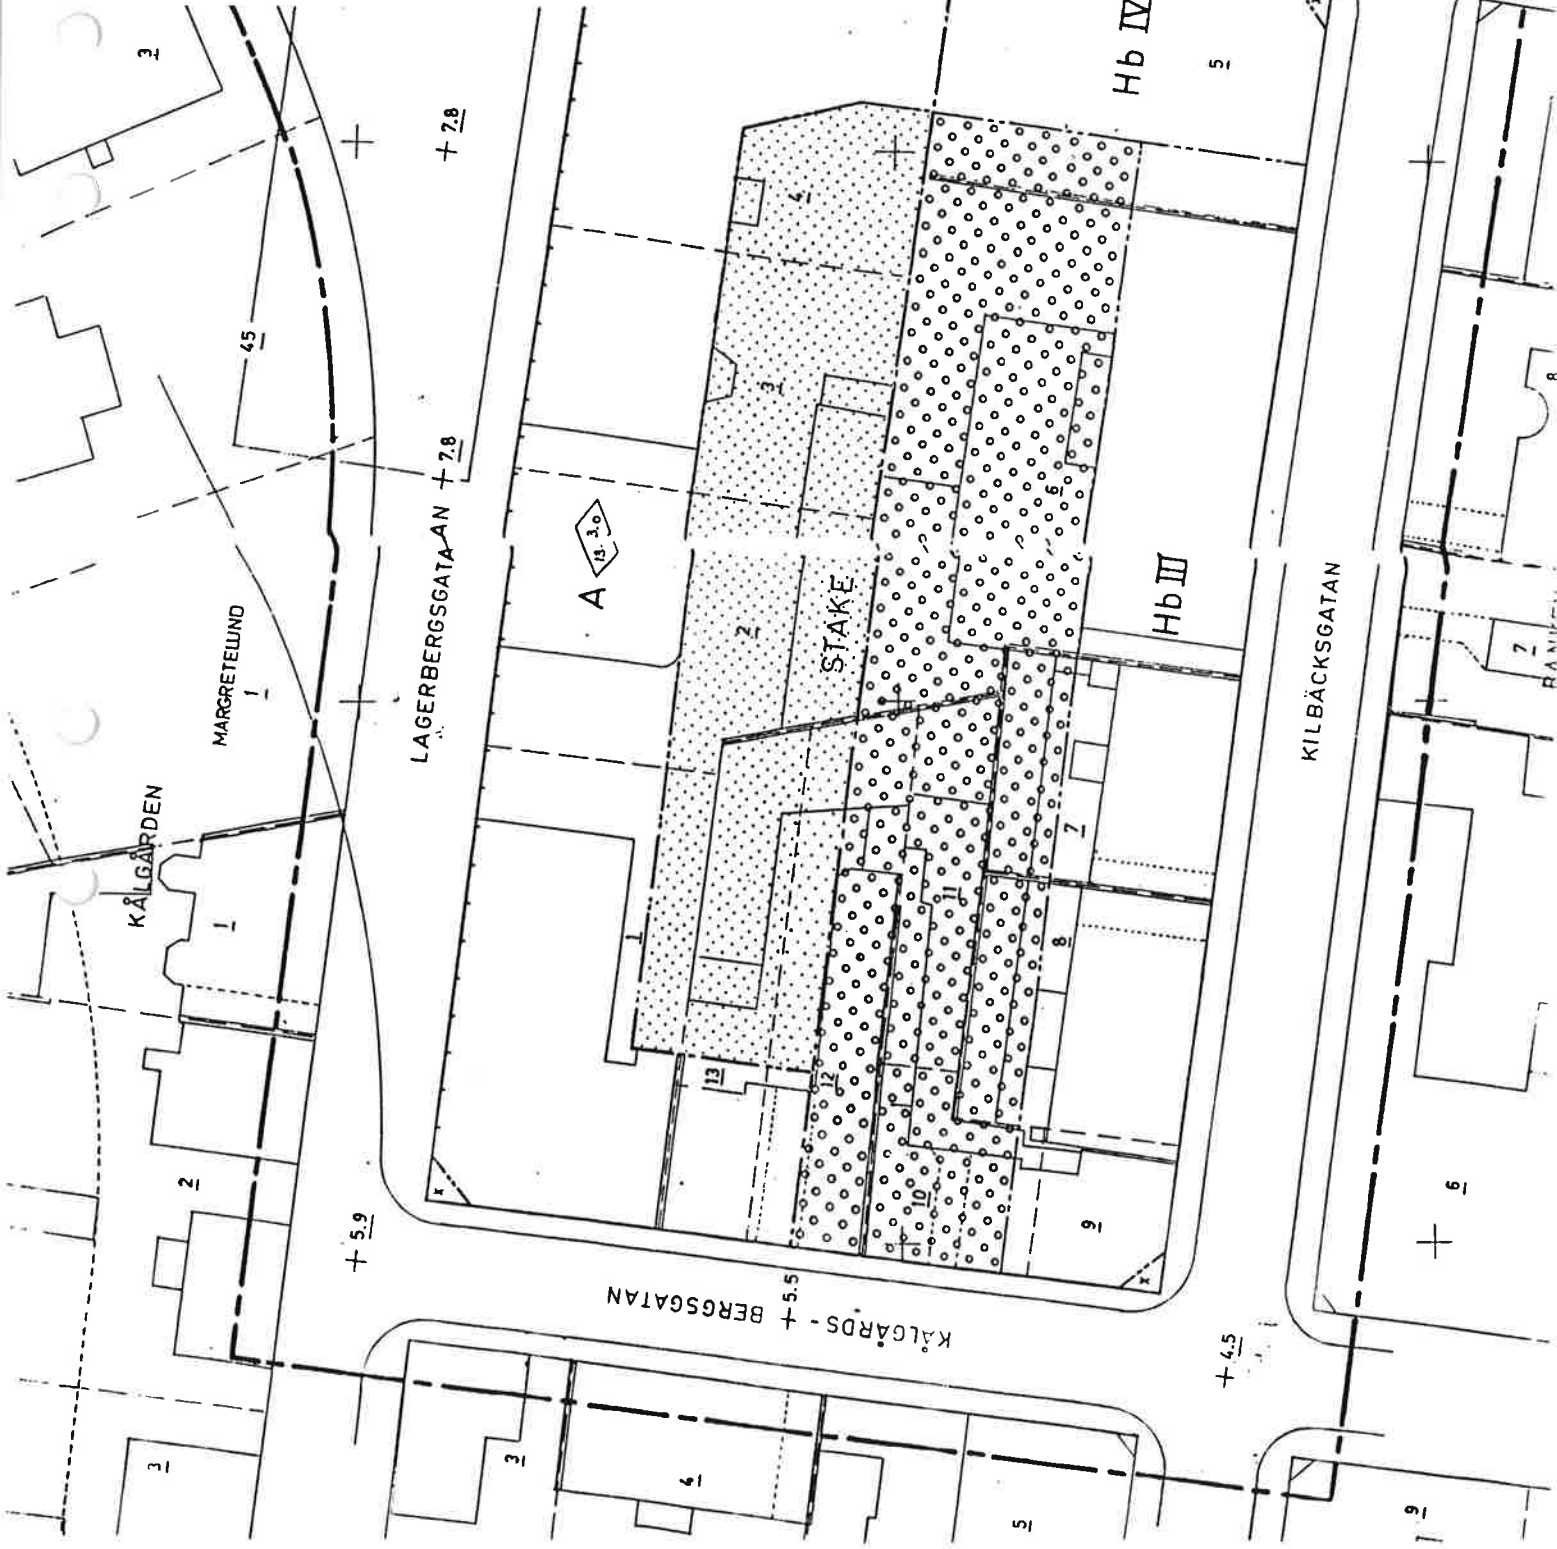 3
Hb IV
5
+ 7.8
4
45
3
+ 7.8
6
A
13. 3.0
8
MARGRETELUND
1
LAGERBERGSGATAAN
2
STAKE
Hb III
KILBÄCKSGATAN
7
KÅLGÅRDEN
1
1
11
7
8
13
12
2
x
10
9
6
+ 5.9
+ 5.5
KÅLGÅRDS- BERGSGATAN
x
+ 4.5
3
3
4
5
9